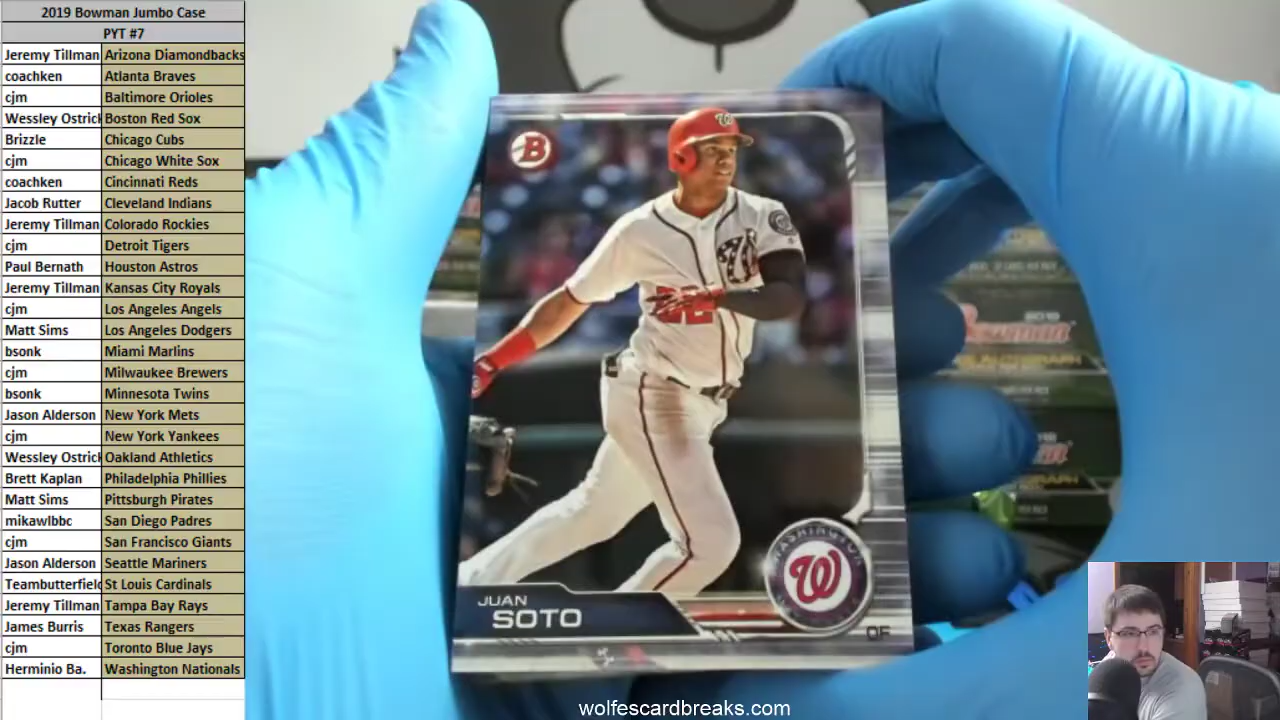 2019 Bowman Jumbo Case
PYT #7
Jeremy Tillman Arizona Diamondbacks
coachken Atlanta Braves
cjm Baltimore Orioles
Wessley Ostrick Boston Red Sox
Brizzle Chicago Cubs
cjm Chicago White Sox
coachken Cincinnati Reds
Jacob Rutter Cleveland Indians
Jeremy Tillman Colorado Rockies
cjm Detroit Tigers
Paul Bernath Houston Astros
Jeremy Tillman Kansas City Royals
cjm Los Angeles Angels
Matt Sims Los Angeles Dodgers
bsonk Miami Marlins
cjm Milwaukee Brewers
bsonk Minnesota Twins
Jason Alderson New York Mets
cjm New York Yankees
Wessley Ostrick Oakland Athletics
Brett Kaplan Philadelphia Phillies
Matt Sims Pittsburgh Pirates
mikawlbbc San Diego Padres
cjm San Francisco Giants
Jason Alderson Seattle Mariners
Teambutterfield St Louis Cardinals
Jeremy Tillman Tampa Bay Rays
James Burris Texas Rangers
cjm Toronto Blue Jays
Herminio Ba. Washington Nationals
B
W
WASHINGTON
W
JUAN
SOTO
OF
2019
Bowman
wolfescardbreaks.com